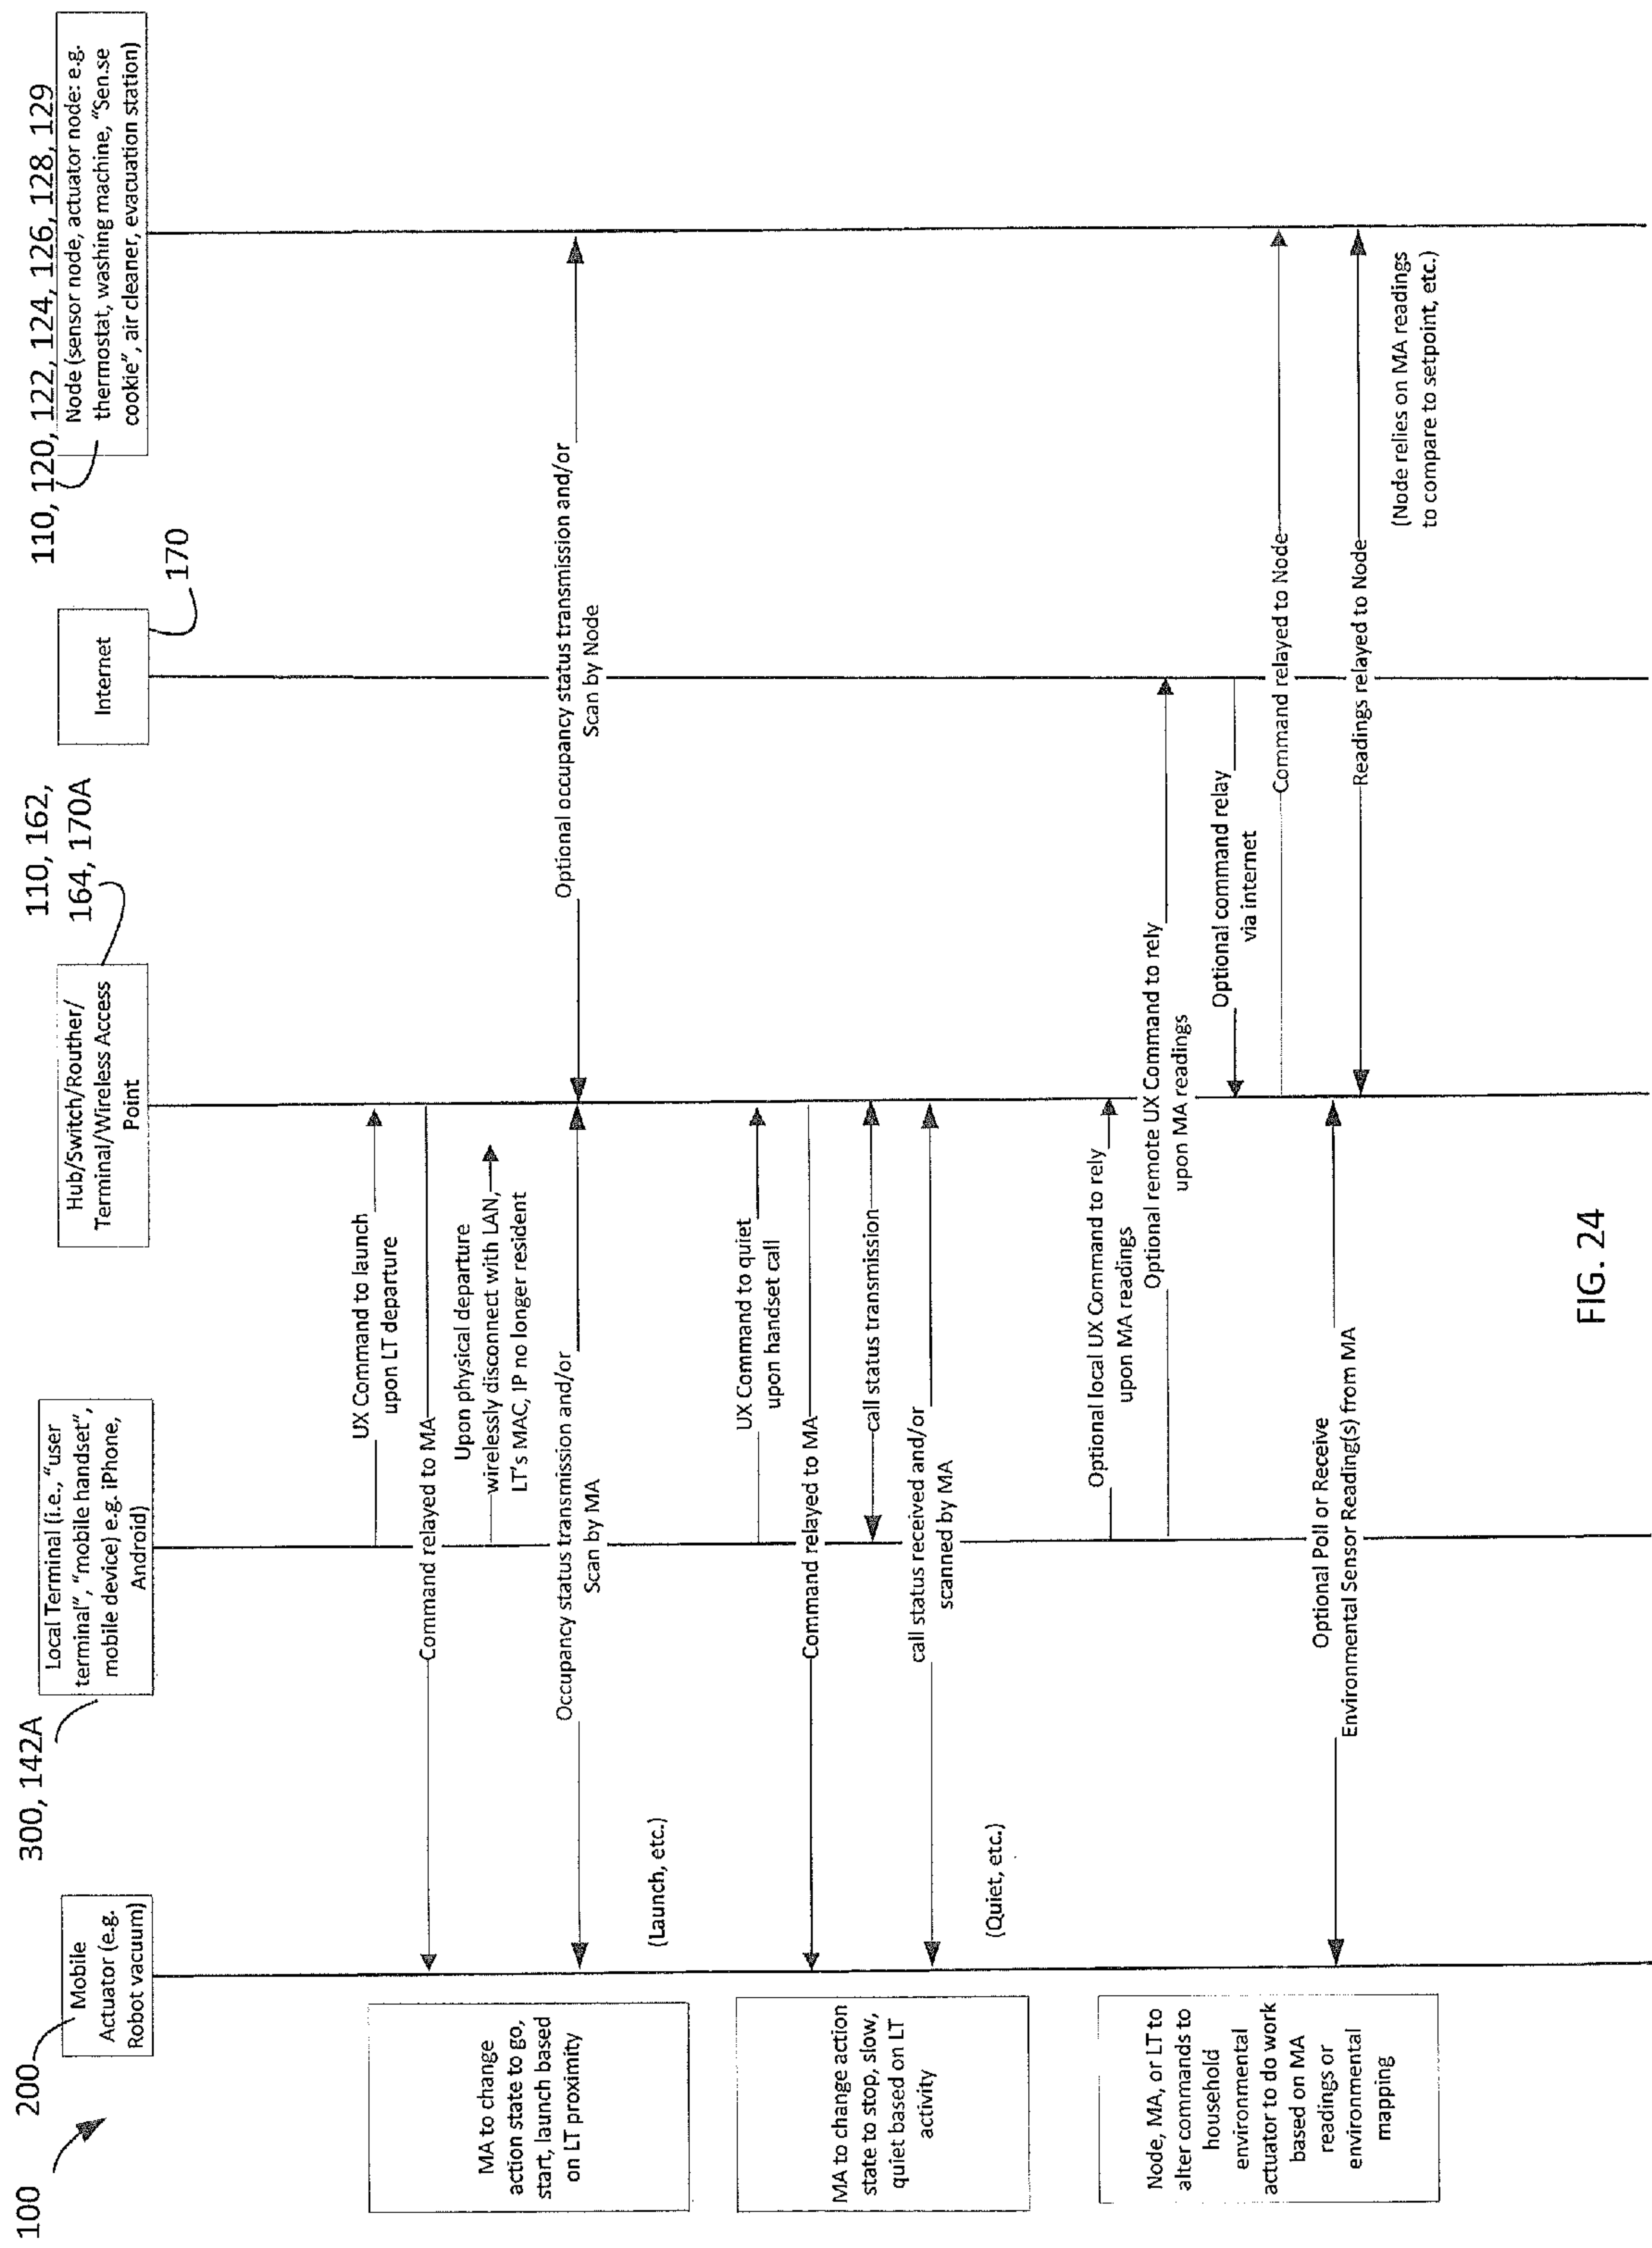 100
200
Mobile
Actuator (e.g.
Robot vacuum)
300, 142A
Local Terminal (i.e., “user
terminal”, “mobile handset”,
mobile device) e.g. iPhone,
Android)
110, 162,
164, 170A
Hub/Switch/Routher/
Terminal/Wireless Access
Point
Internet
170
110, 120, 122, 124, 126, 128, 129
Node (sensor node, actuator node: e.g.
thermostat, washing machine, “Sen.se
cookie”, air cleaner, evacuation station)
MA to change
action state to go,
start, launch based
on LT proximity
UX Command to launch
upon LT departure
Command relayed to MA
Upon physical departure
wirelessly disconnect with LAN,
LT’s MAC, IP no longer resident
Occupancy status transmission and/or
Scan by MA
Optional occupancy status transmission and/or
Scan by Node
(Launch, etc.)
MA to change action
state to stop, slow,
quiet based on LT
activity
UX Command to quiet
upon handset call
Command relayed to MA
call status transmission
call status received and/or
scanned by MA
(Quiet, etc.)
Node, MA, or LT to
alter commands to
household
environmental
actuator to do work
based on MA
readings or
environmental
mapping
Optional local UX Command to rely
upon MA readings
Optional remote UX Command to rely
upon MA readings
Optional command relay
via internet
Command relayed to Node
Optional Poll or Receive
Environmental Sensor Reading(s) from MA
Readings relayed to Node
(Node relies on MA readings
to compare to setpoint, etc.)
FIG. 24